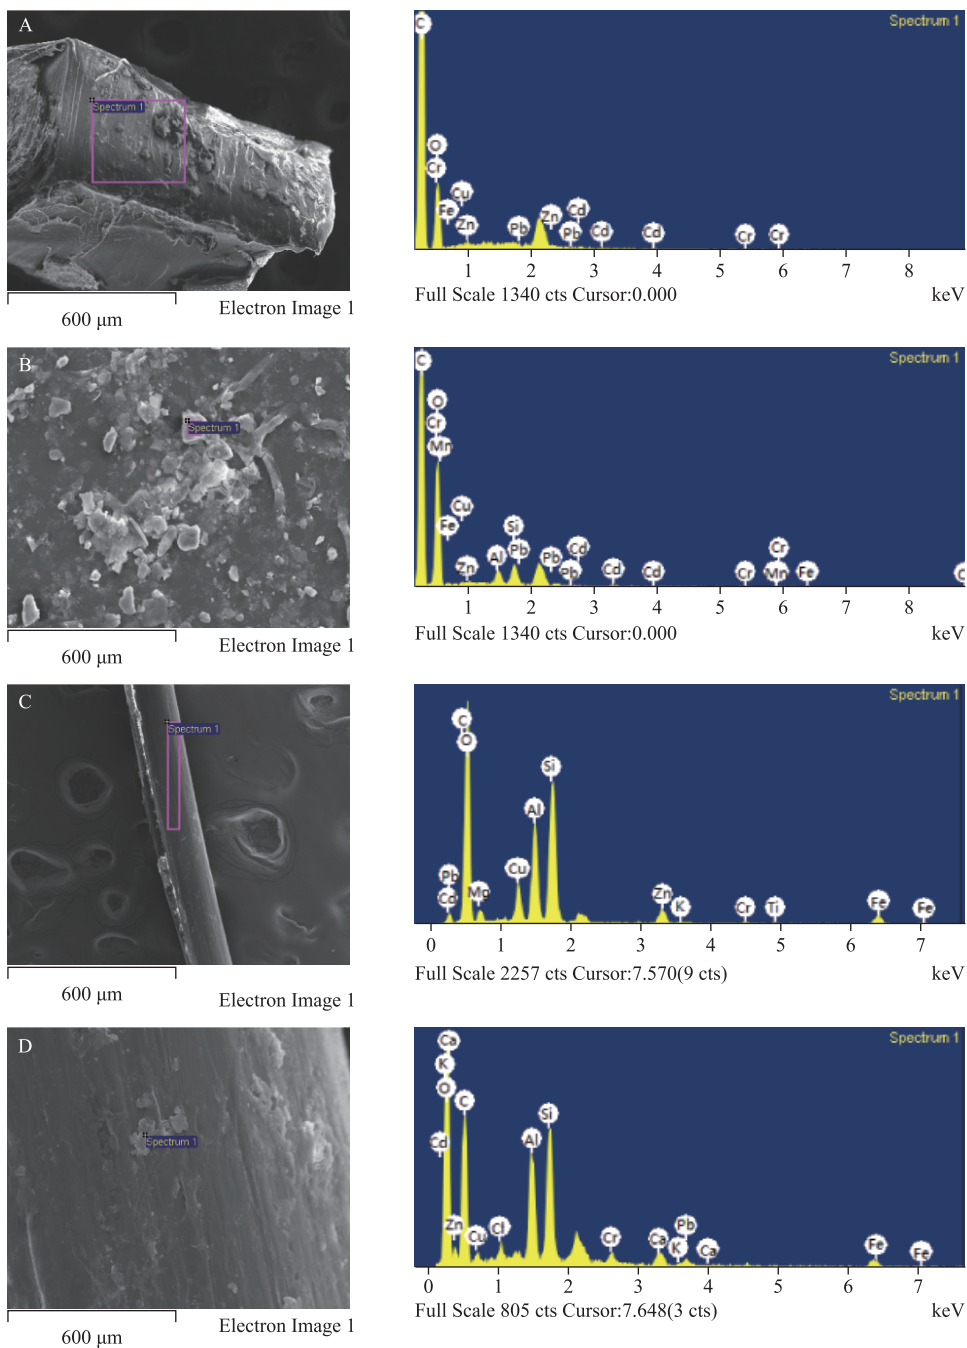 A
Spectrum 1
600 μm
Electron Image 1
Spectrum 1
C
O
Cr
Cu
Fe
Zn
Pb
Zn
Cd
Pb
Cd
Cd
Cr
Cr
1 2 3 4 5 6 7 8
Full Scale 1340 cts Cursor:0.000
keV
B
Spectrum 1
600 μm
Electron Image 1
Spectrum 1
C
O
Cr
Mn
Cu
Fe
Zn
Al
Si
Pb
Pb
Cd
Pb
Cd
Cd
Cr
Cr
Mn
Fe
C
1 2 3 4 5 6 7 8
Full Scale 1340 cts Cursor:0.000
keV
C
Spectrum 1
600 μm
Electron Image 1
Spectrum 1
C
O
Pb
Cd
Mg
Cu
Al
Si
Zn
K
Cr
Ti
Fe
Fe
0 1 2 3 4 5 6 7
Full Scale 2257 cts Cursor:7.570(9 cts)
keV
D
Spectrum 1
600 μm
Electron Image 1
Spectrum 1
Ca
K
O
C
Cd
Zn
Cu
Cl
Al
Si
Cr
Ca
K
Pb
Ca
Fe
Fe
0 1 2 3 4 5 6 7
Full Scale 805 cts Cursor:7.648(3 cts)
keV